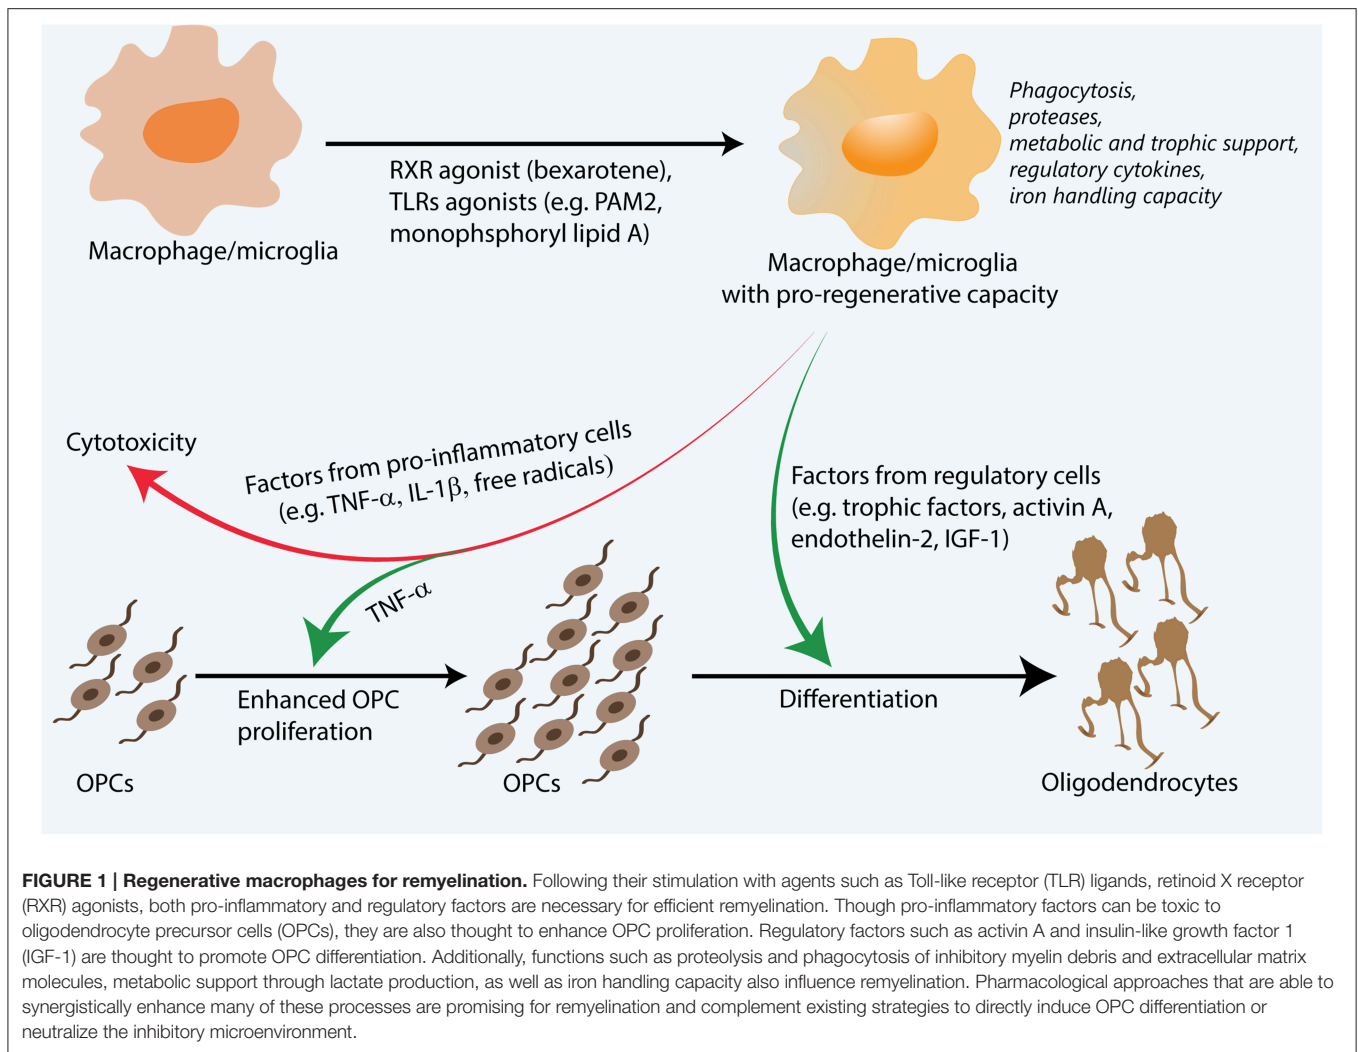 Phagocytosis,
proteases,
metabolic and trophic support,
regulatory cytokines,
iron handling capacity
RXR agonist (bexarotene),
TLRs agonists (e.g. PAM2,
monophsphoryl lipid A)
Macrophage/microglia
Macrophage/microglia
with pro-regenerative capacity
Cytotoxicity
Factors from pro-inflammatory cells
(e.g. TNF-α, IL-1β, free radicals)
Factors from regulatory cells
(e.g. trophic factors, activin A,
endothelin-2, IGF-1)
TNF-α
Enhanced OPC
proliferation
Differentiation
OPCs
OPCs
Oligodendrocytes
FIGURE 1 | Regenerative macrophages for remyelination. Following their stimulation with agents such as Toll-like receptor (TLR) ligands, retinoid X receptor
(RXR) agonists, both pro-inflammatory and regulatory factors are necessary for efficient remyelination. Though pro-inflammatory factors can be toxic to
oligodendrocyte precursor cells (OPCs), they are also thought to enhance OPC proliferation. Regulatory factors such as activin A and insulin-like growth factor 1
(IGF-1) are thought to promote OPC differentiation. Additionally, functions such as proteolysis and phagocytosis of inhibitory myelin debris and extracellular matrix
molecules, metabolic support through lactate production, as well as iron handling capacity also influence remyelination. Pharmacological approaches that are able to
synergistically enhance many of these processes are promising for remyelination and complement existing strategies to directly induce OPC differentiation or
neutralize the inhibitory microenvironment.